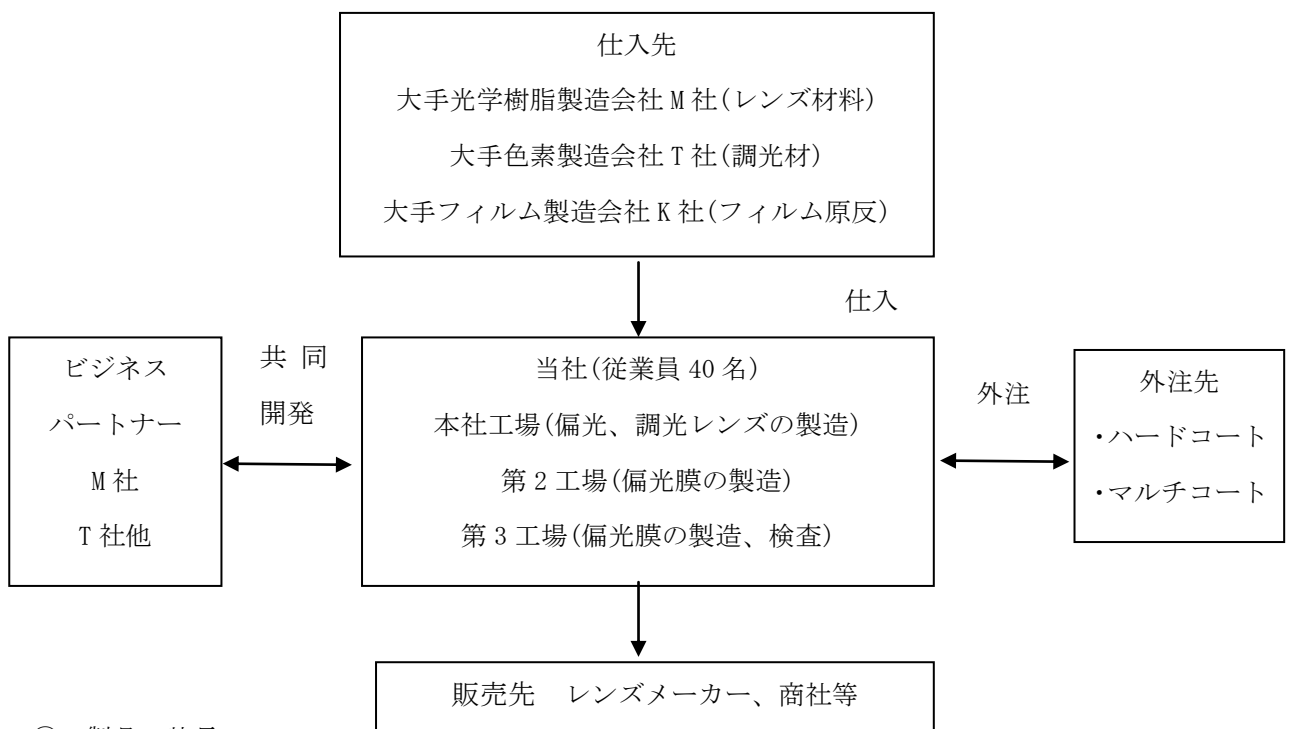 仕入先
大手光学樹脂製造会社 M 社(レンズ材料)
大手色素製造会社 T 社(調光材)
大手フィルム製造会社 K 社(フィルム原反)
仕入
ビジネス
パートナー
M 社
T 社他
共 同
開発
当社(従業員 40 名)
本社工場(偏光、調光レンズの製造)
第 2 工場(偏光膜の製造)
第 3 工場(偏光膜の製造、検査)
外注
外注先
・ハードコート
・マルチコート
販売先 レンズメーカー、商社等